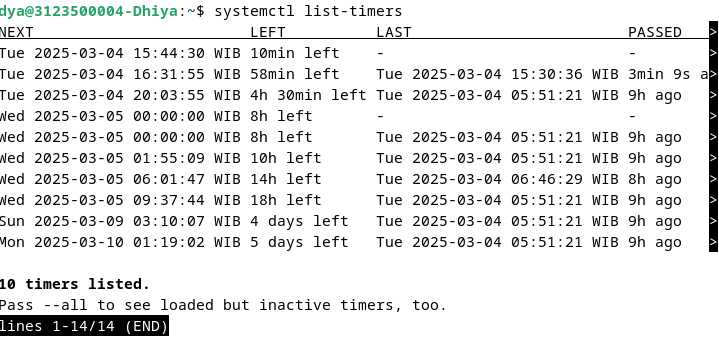 dya@3123500004-Dhiya:~$ systemctl list-timers
NEXT LEFT LAST PASSED >
Tue 2025-03-04 15:44:30 WIB 10min left - - >
Tue 2025-03-04 16:31:55 WIB 58min left Tue 2025-03-04 15:30:36 WIB 3min 9s a>
Tue 2025-03-04 20:03:55 WIB 4h 30min left Tue 2025-03-04 05:51:21 WIB 9h ago >
Wed 2025-03-05 00:00:00 WIB 8h left - - >
Wed 2025-03-05 00:00:00 WIB 8h left Tue 2025-03-04 05:51:21 WIB 9h ago >
Wed 2025-03-05 01:55:09 WIB 10h left Tue 2025-03-04 05:51:21 WIB 9h ago >
Wed 2025-03-05 06:01:47 WIB 14h left Tue 2025-03-04 06:46:29 WIB 8h ago >
Wed 2025-03-05 09:37:44 WIB 18h left Tue 2025-03-04 05:51:21 WIB 9h ago >
Sun 2025-03-09 03:10:07 WIB 4 days left Tue 2025-03-04 05:51:21 WIB 9h ago >
Mon 2025-03-10 01:19:02 WIB 5 days left Tue 2025-03-04 05:51:21 WIB 9h ago >
10 timers listed.
Pass --all to see loaded but inactive timers, too.
lines 1-14/14 (END)